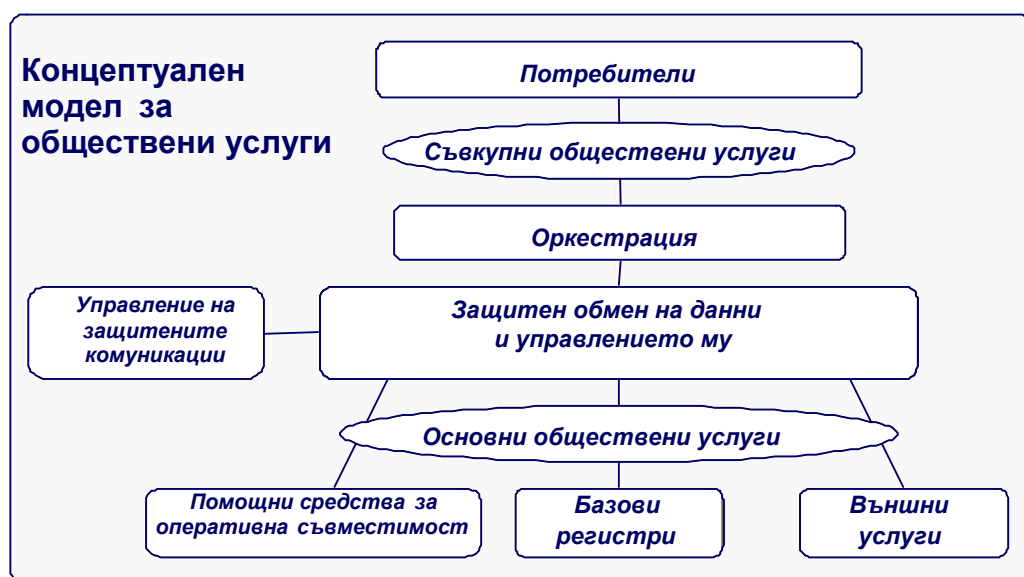 Концептуален
модел за
обществени услуги
Потребители
Съвкупни обществени услуги
Оркестрация
Управление на
защитените
комуникации
Защитен обмен на данни
и управлението му
Основни обществени услуги
Помощни средства за
оперативна съвместимост
Базови
регистри
Външни
услуги